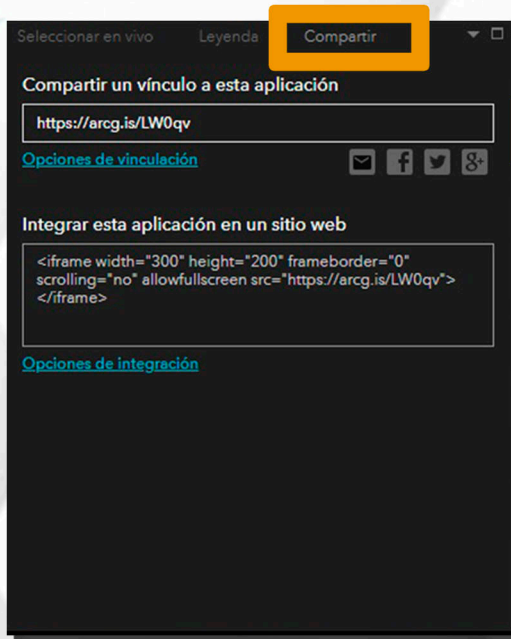 Seleccionar en vivo Leyenda Compartir
Compartir un vínculo a esta aplicación
https://arcg.is/LW0qv
Opciones de vinculación
Integrar esta aplicación en un sitio web
<iframe width="300" height="200" frameborder="0"
scrolling="no" allowfullscreen src="https://arcg.is/LW0qv">
</iframe>
Opciones de integración